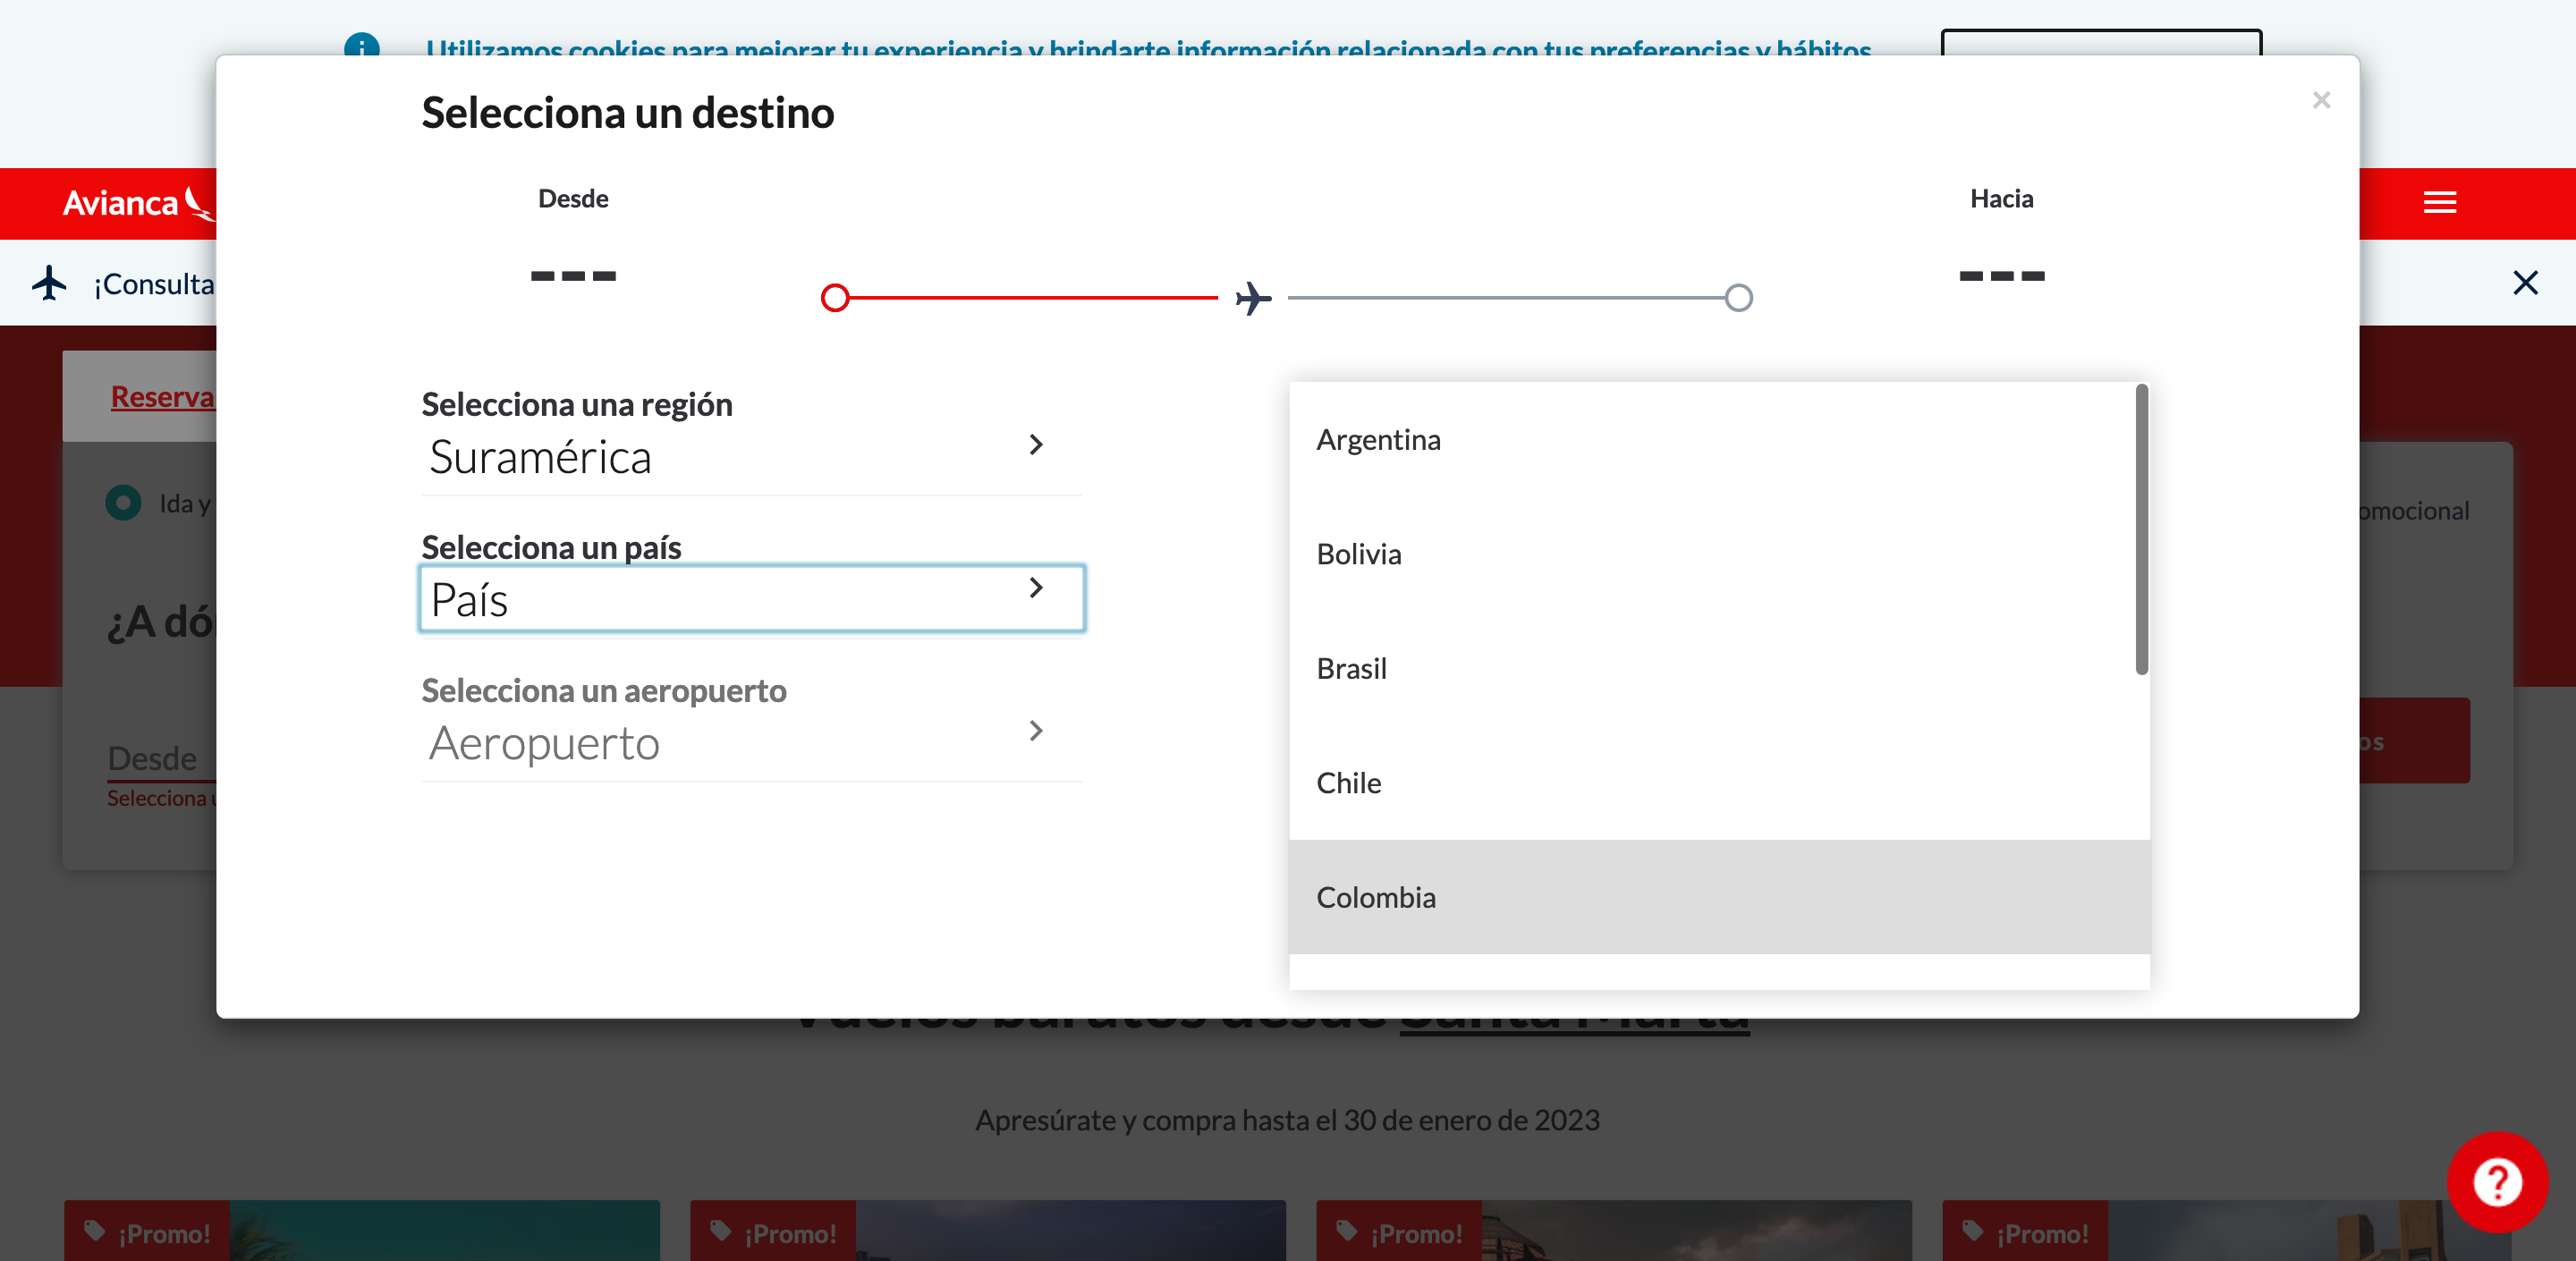 Utilizamos cookies para mejorar tu experiencia y brindarte información relacionada con tus preferencias y hábitos
Selecciona un destino
×
Desde
Hacia
Avianca
---
---
¡Consulta
Reserva
Selecciona una región
Suramérica
Argentina
Ida y
omocional
Selecciona un país
País
Bolivia
¿A dó
Brasil
Selecciona un aeropuerto
Aeropuerto
Desde
os
Chile
Selecciona u
Colombia
Vuelos baratos desde Santa Marta
Apresúrate y compra hasta el 30 de enero de 2023
?
¡Promo!
¡Promo!
¡Promo!
¡Promo!